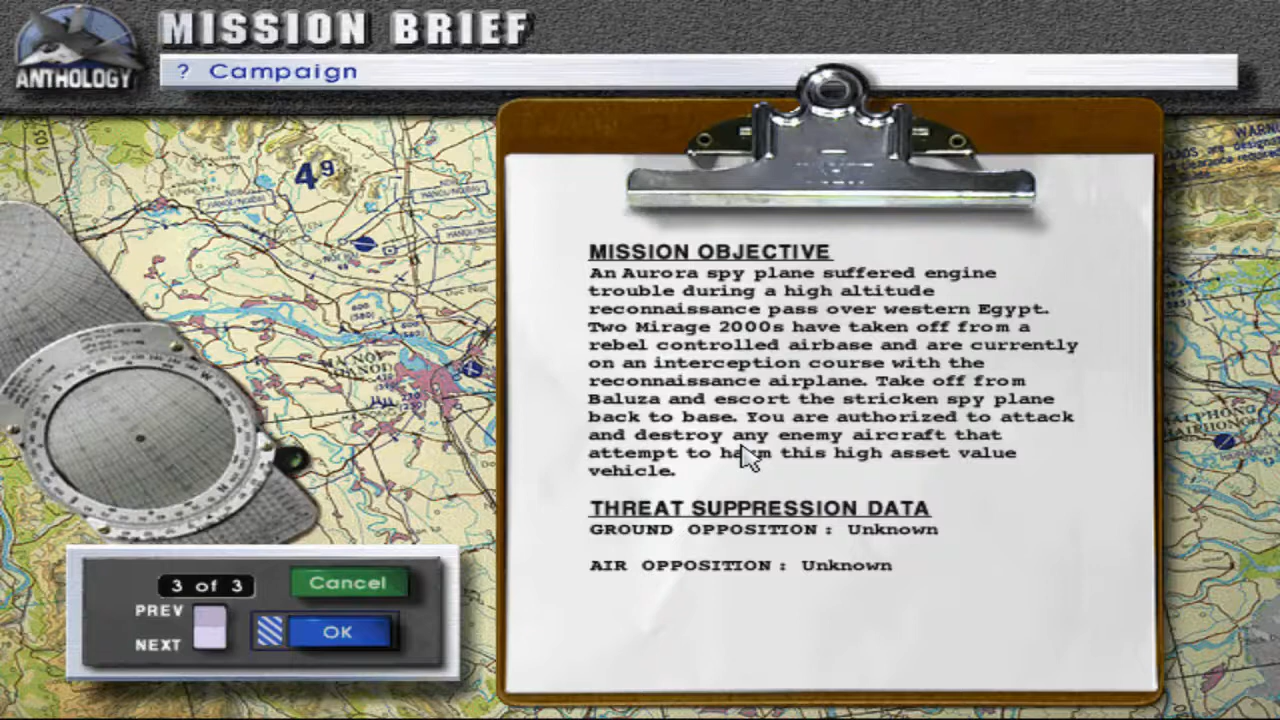 MISSION BRIEF
ANTHOLOGY
? Campaign
49
MISSION OBJECTIVE
An Aurora spy plane suffered engine
trouble during a high altitude
reconnaissance pass over western Egypt.
Two Mirage 2000s have taken off from a
rebel controlled airbase and are currently
on an interception course with the
reconnaissance airplane. Take off from
Baluza and escort the stricken spy plane
back to base. You are authorized to attack
and destroy any enemy aircraft that
attempt to harm this high asset value
vehicle.
THREAT SUPPRESSION DATA
GROUND OPPOSITION : Unknown
AIR OPPOSITION : Unknown
3 of 3
Cancel
PREV
OK
NEXT